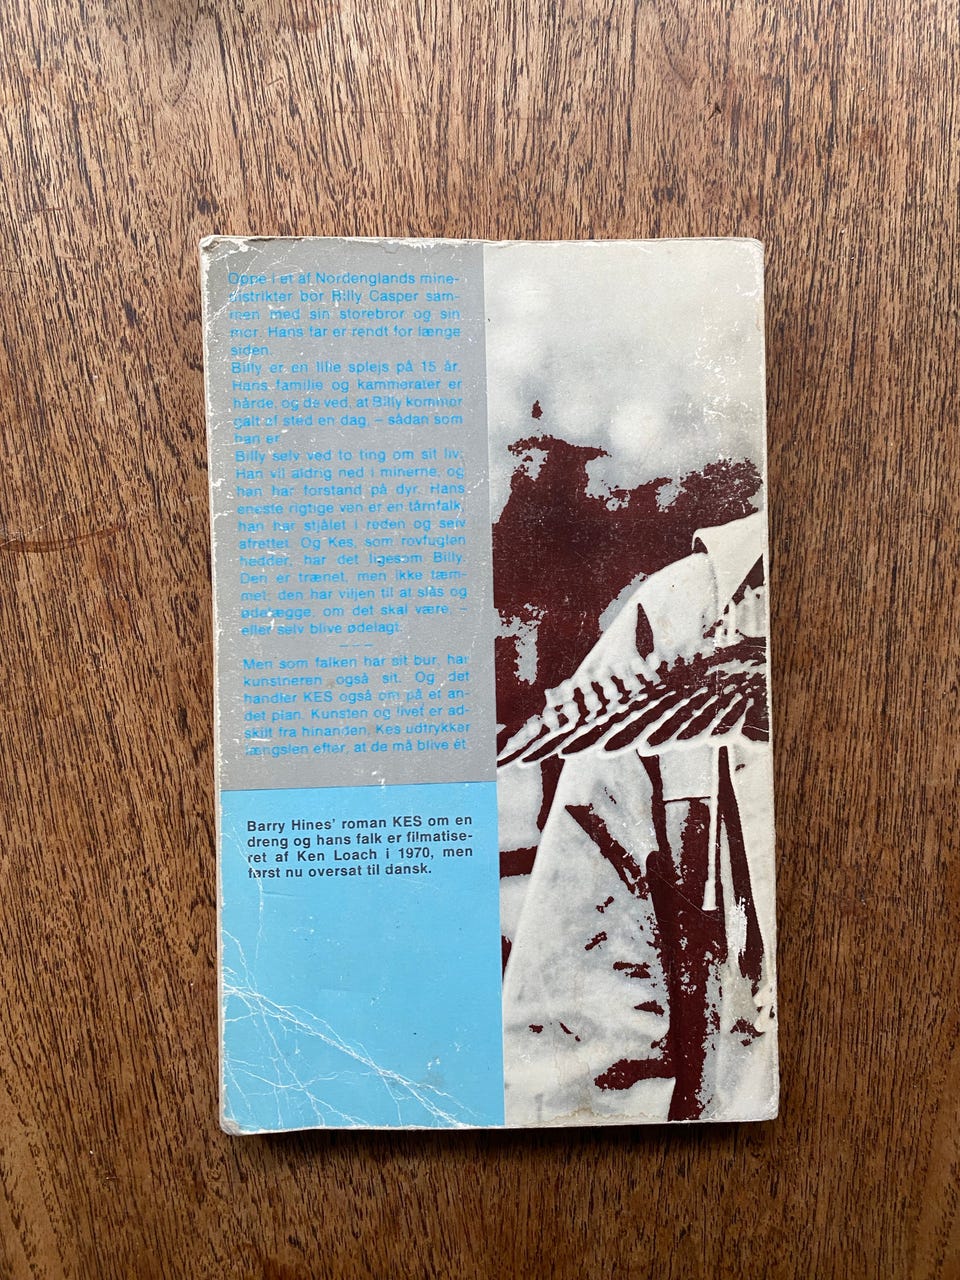 Oppe i et af Nordenglands mine-
distrikter bor Billy Casper sam-
men med sin storebror og sin
mor. Hans far er rendt for længe
siden.
Billy er en lille splejs på 15 år.
Hans familie og kammerater er
hårde, og de ved, at Billy kommer
galt af sted en dag, – sådan som
han er.
Billy selv ved to ting om sit liv:
Han vil aldrig ned i minerne, og
han har forstand på dyr. Hans
eneste rigtige ven er en tårnfalk,
han har stjålet i reden og selv
afrettet. Og Kes, som rovfuglen
hedder, har det ligesom Billy.
Den er trænet, men ikke tæm-
met; den har viljen til at slås og
ødelægge, om det skal være, –
eller selv blive ødelagt.
– – –
Men som falken har sit bur, har
kunstneren også sit. Og det
handler KES også om på et an-
det plan. Kunsten og livet er ad-
skilt fra hinanden. Kes udtrykker
længslen efter, at de må blive ét
Barry Hines' roman KES om en
dreng og hans falk er filmatise-
ret af Ken Loach i 1970, men
først nu oversat til dansk.